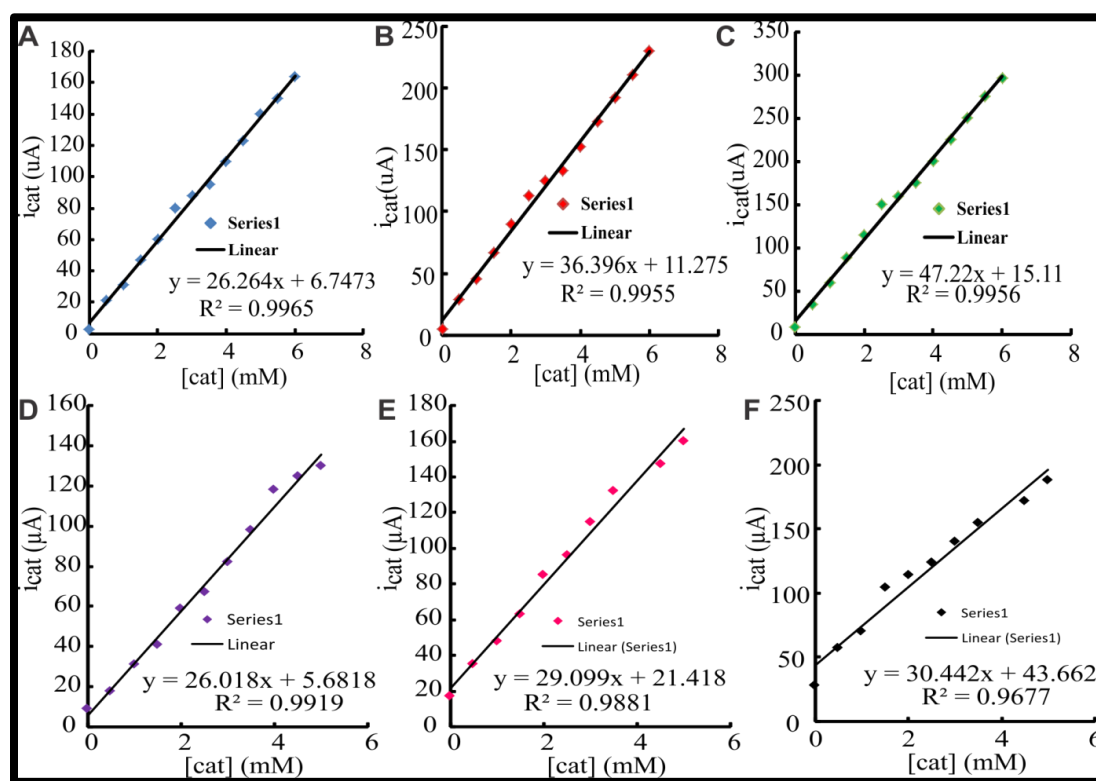 A
180
160
140
120
100
80
60
40
20
0
i_cat (uA)
Series1
Linear
y = 26.264x + 6.7473
R² = 0.9965
0 2 4 6 8
[cat] (mM)
B
250
200
150
100
50
0
i_cat(uA)
Series1
Linear
y = 36.396x + 11.275
R² = 0.9955
0 2 4 6 8
[cat] (mM)
C
350
300
250
200
150
100
50
0
i_cat(uA)
Series1
Linear
y = 47.22x + 15.11
R² = 0.9956
0 2 4 6 8
[cat] (mM)
D
160
140
120
100
80
60
40
20
0
i_cat (µA)
Series1
Linear
y = 26.018x + 5.6818
R² = 0.9919
0 2 4 6
[cat] (mM)
E
180
160
140
120
100
80
60
40
20
0
i_cat (µA)
Series1
Linear (Series1)
y = 29.099x + 21.418
R² = 0.9881
0 2 4 6
[cat] (mM)
F
250
200
150
100
50
0
i_cat (µA)
Series1
Linear (Series1)
y = 30.442x + 43.662
R² = 0.9677
0 2 4 6
[cat] (mM)